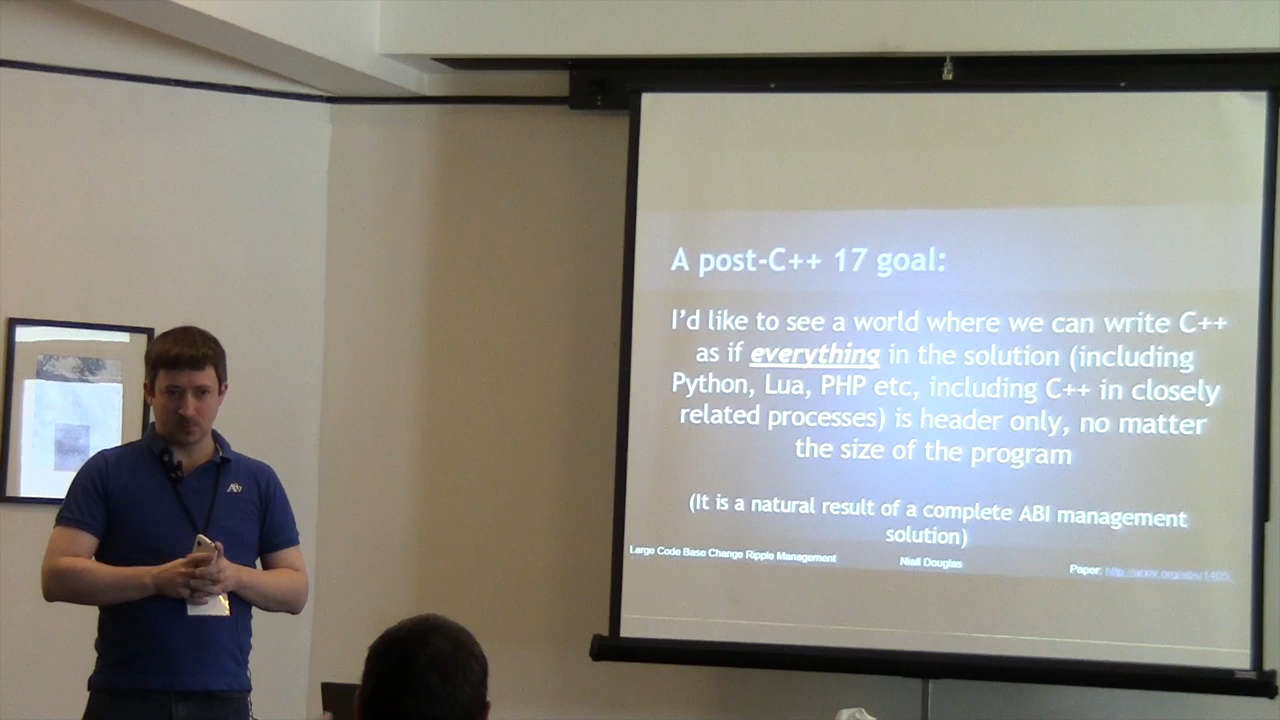 A post-C++ 17 goal:
I'd like to see a world where we can write C++
as if everything in the solution (including
Python, Lua, PHP etc, including C++ in closely
related processes) is header only, no matter
the size of the program
(It is a natural result of a complete ABI management
solution)
Large Code Base Change Ripple Management
Niall Douglas
Paper: